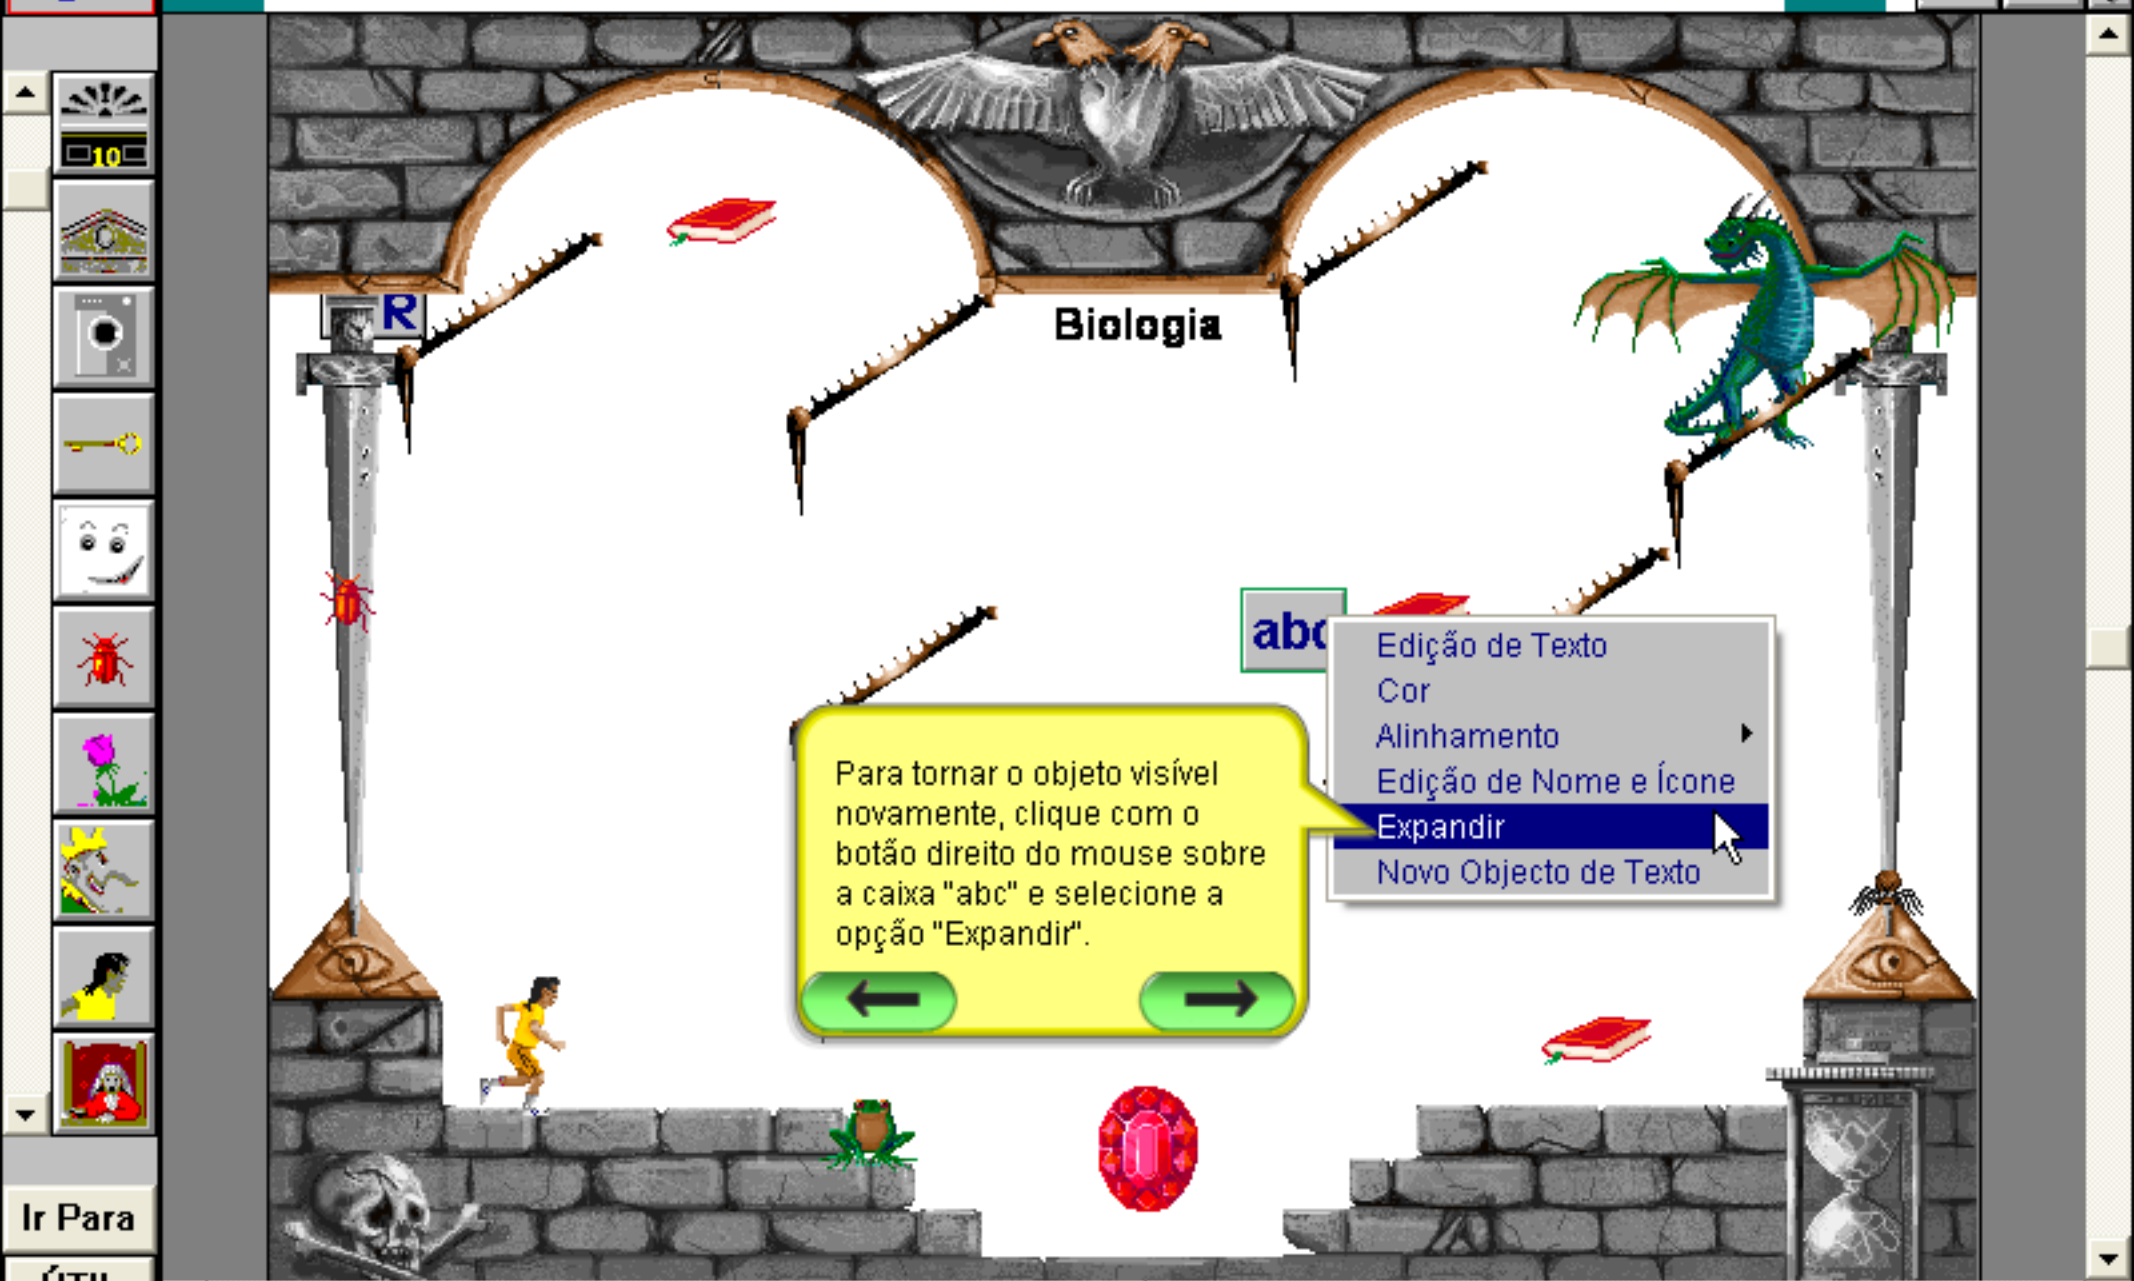 10
R
Biologia
abc
Edição de Texto
Cor
Alinhamento
Edição de Nome e Ícone
Expandir
Novo Objecto de Texto
Para tornar o objeto visível
novamente, clique com o
botão direito do mouse sobre
a caixa "abc" e selecione a
opção "Expandir".
Ir Para
ÚTIL